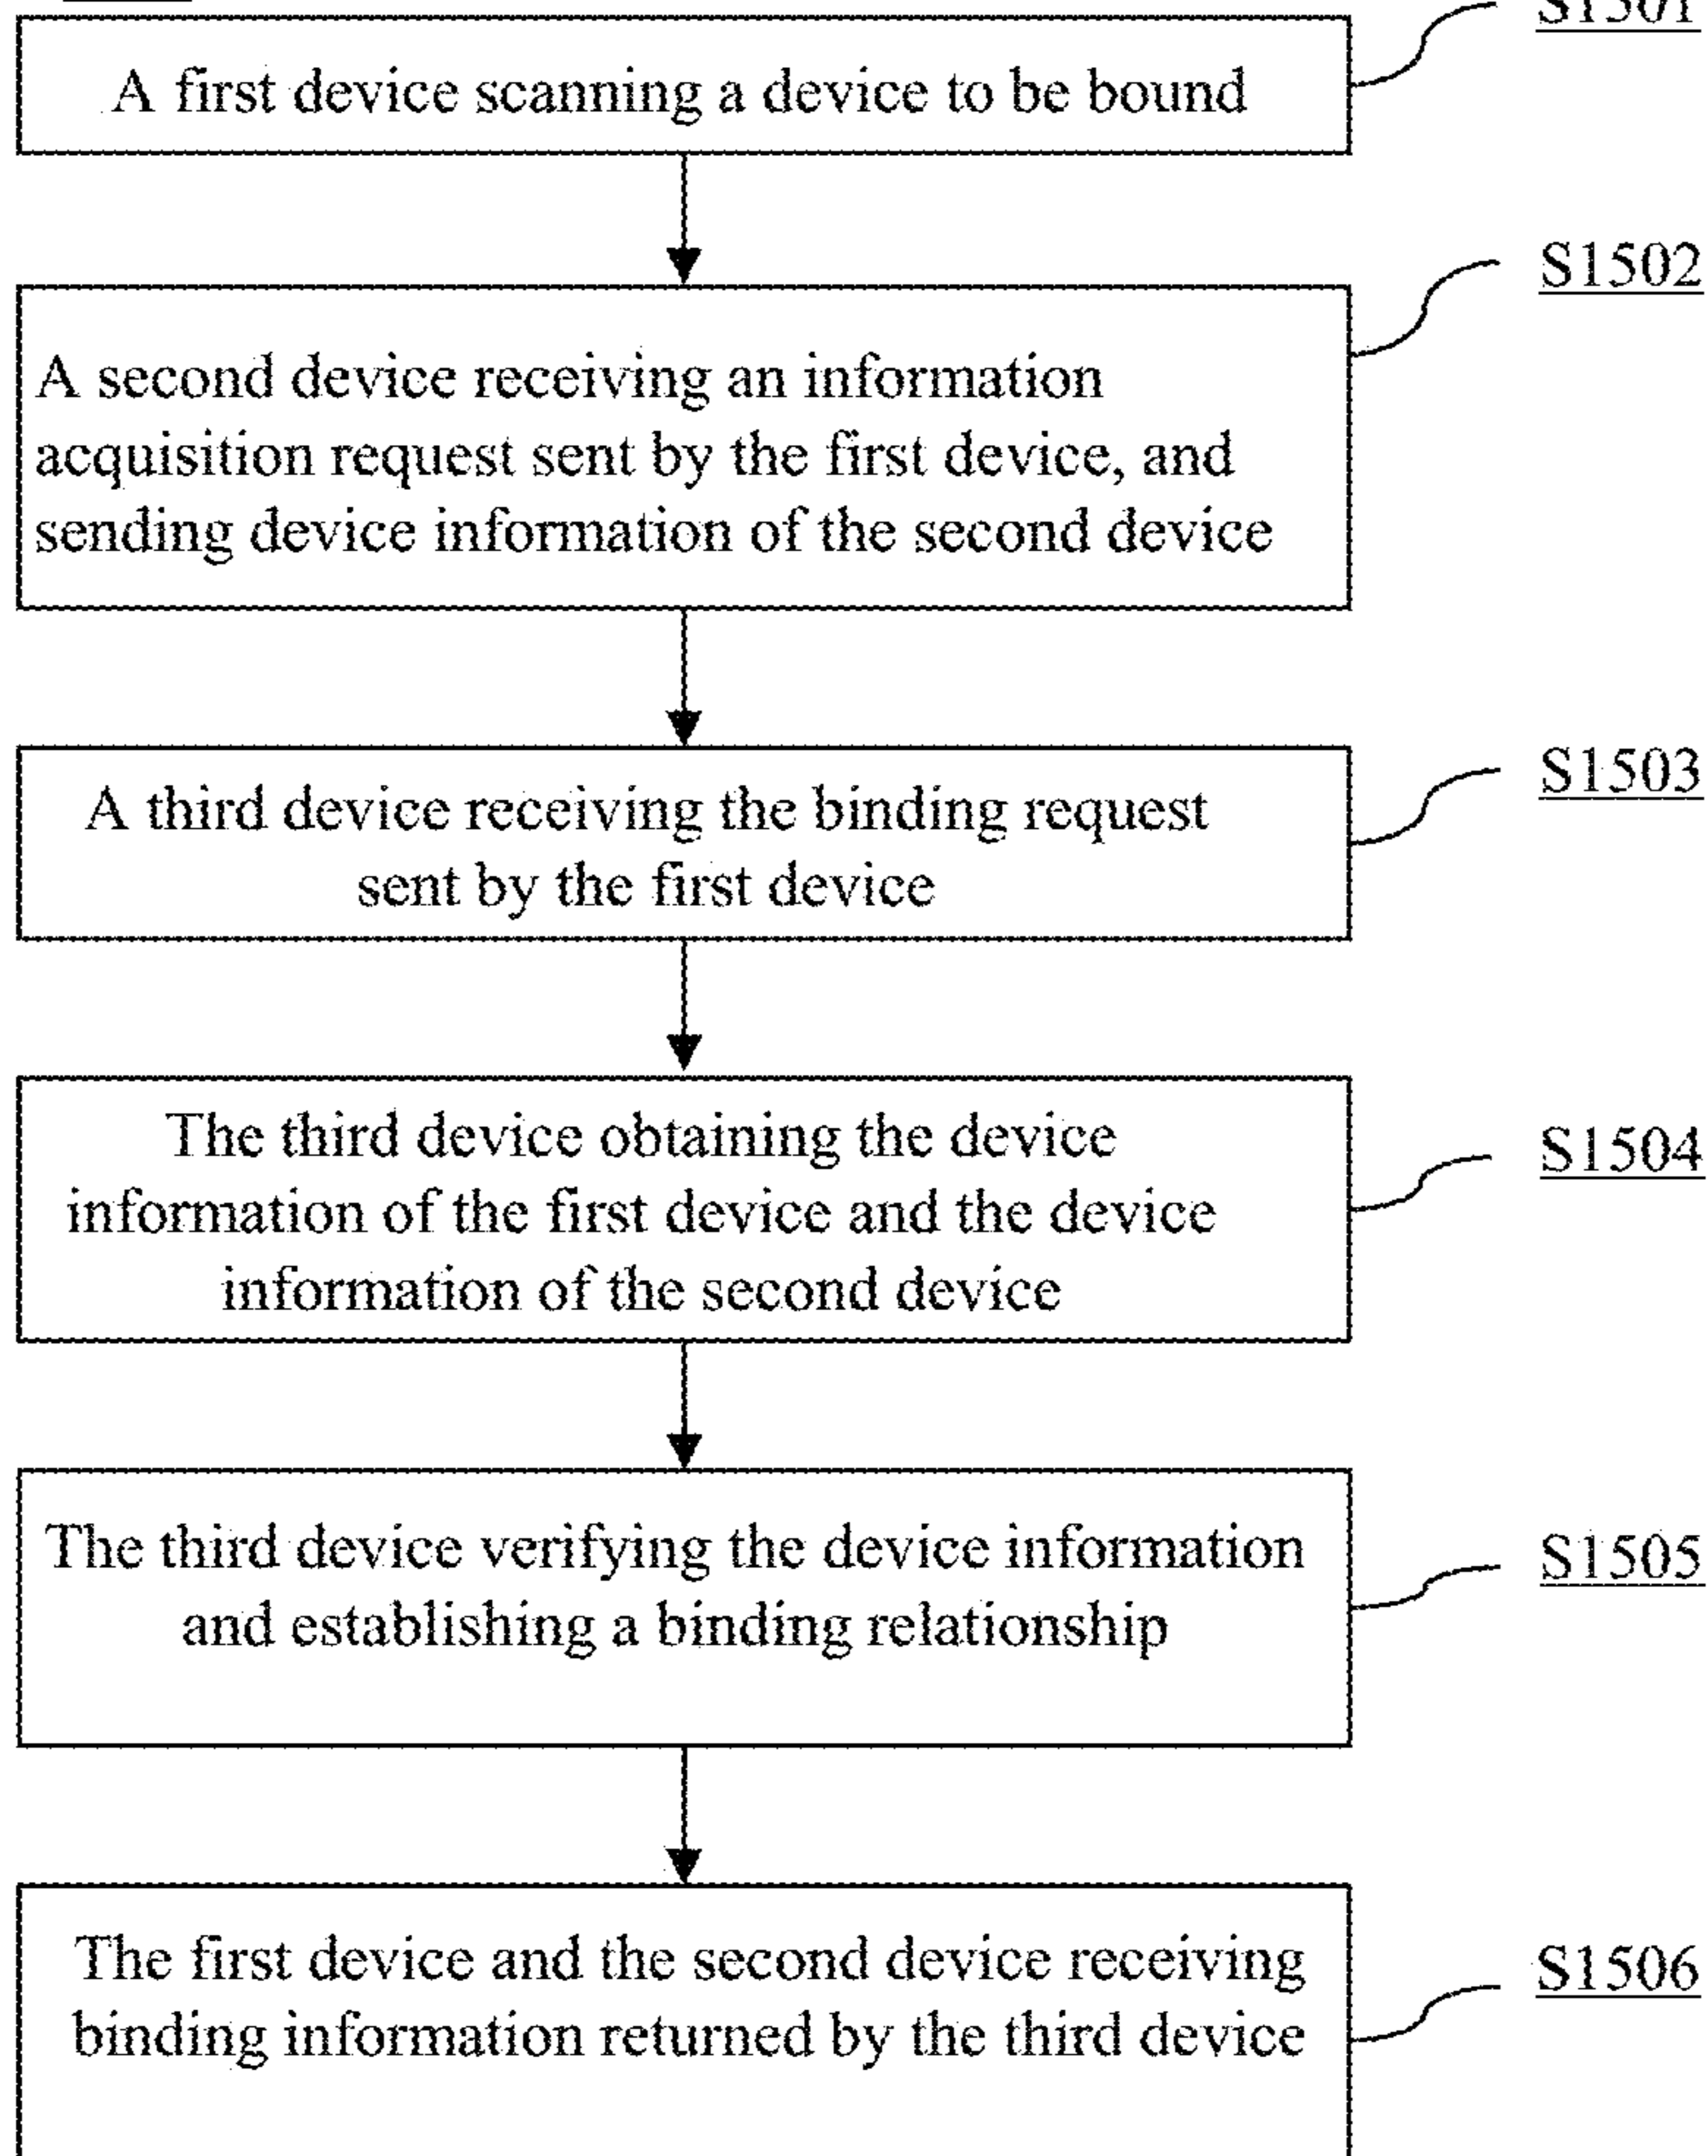 S1501
A first device scanning a device to be bound
S1502
A second device receiving an information
acquisition request sent by the first device, and
sending device information of the second device
S1503
A third device receiving the binding request
sent by the first device
S1504
The third device obtaining the device
information of the first device and the device
information of the second device
S1505
The third device verifying the device information
and establishing a binding relationship
S1506
The first device and the second device receiving
binding information returned by the third device